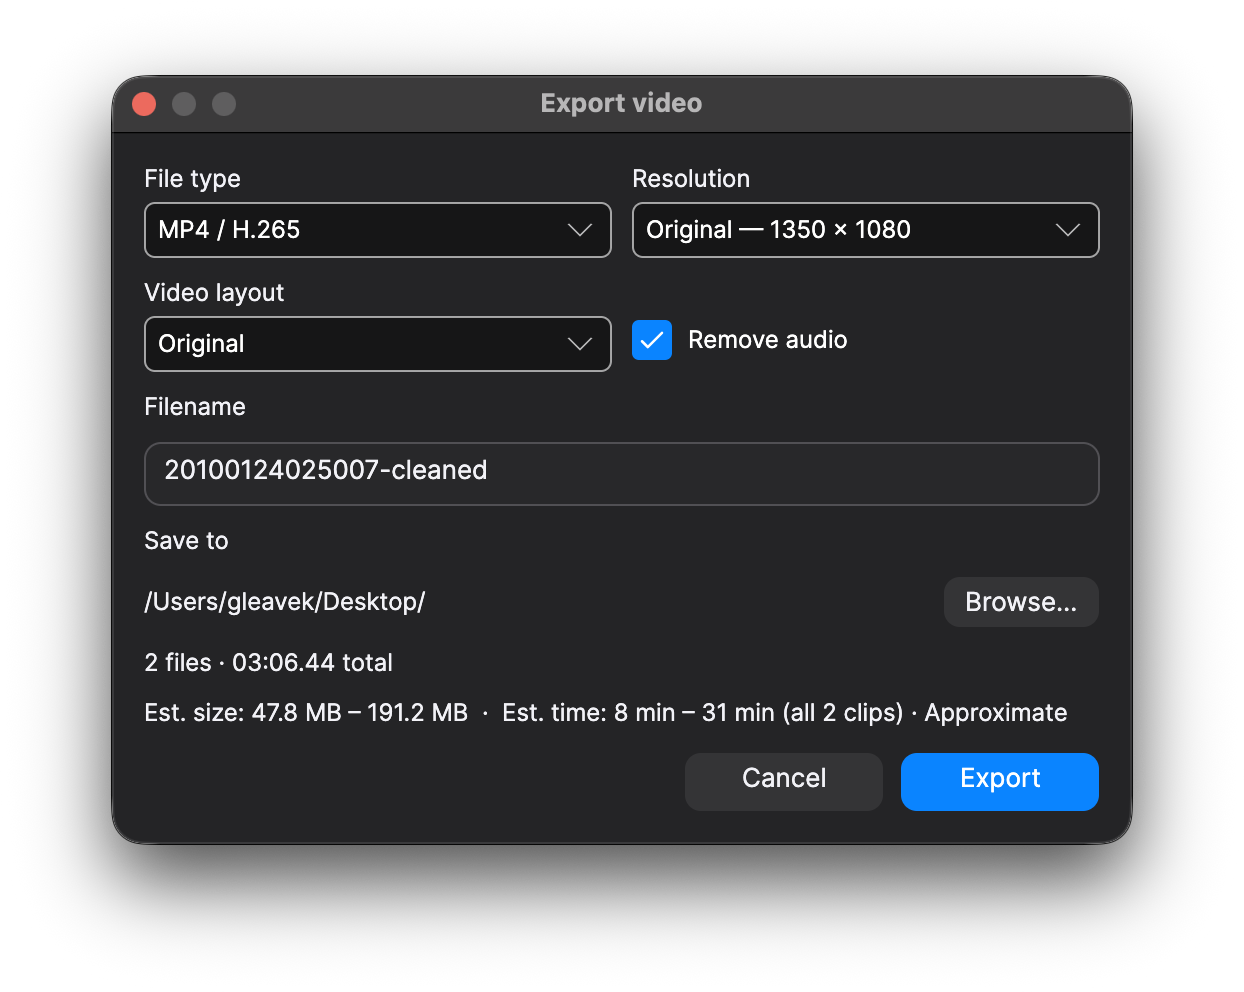 Export video
File type
Resolution
MP4 / H.265
Original — 1350 × 1080
Video layout
Original
Remove audio
Filename
20100124025007-cleaned
Save to
/Users/gleavek/Desktop/
Browse...
2 files · 03:06.44 total
Est. size: 47.8 MB – 191.2 MB · Est. time: 8 min – 31 min (all 2 clips) · Approximate
Cancel
Export